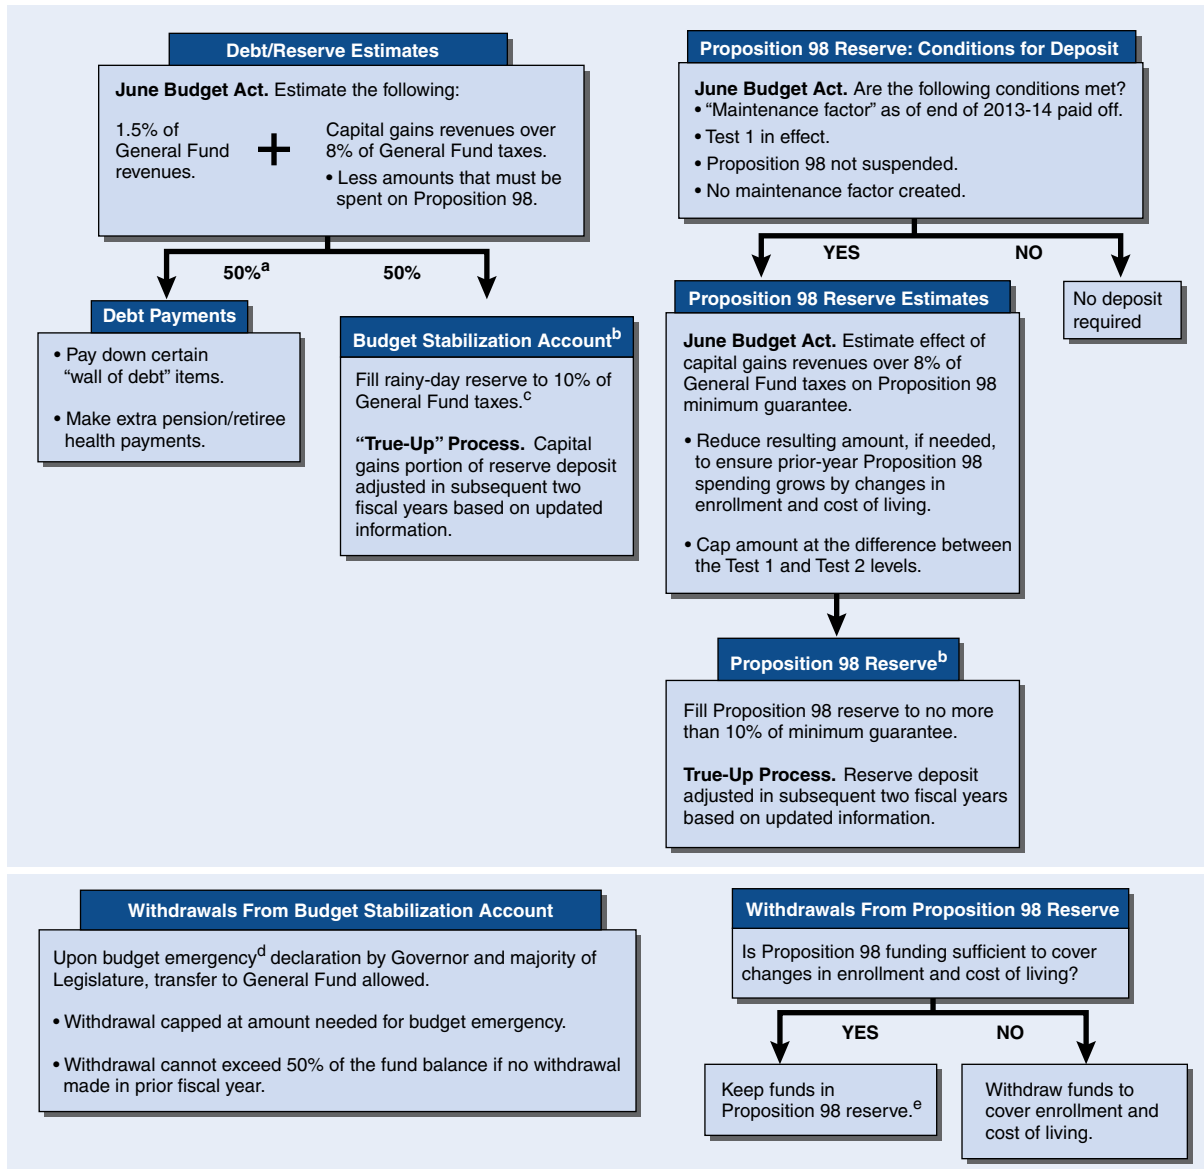 Debt/Reserve Estimates
June Budget Act. Estimate the following:
1.5% of
General Fund
revenues.
+
Capital gains revenues over
8% of General Fund taxes.
• Less amounts that must be
spent on Proposition 98.
50%a
50%
Debt Payments
• Pay down certain
“wall of debt” items.
• Make extra pension/retiree
health payments.
Budget Stabilization Accountb
Fill rainy-day reserve to 10% of
General Fund taxes.c
“True-Up” Process. Capital
gains portion of reserve deposit
adjusted in subsequent two
fiscal years based on updated
information.
Proposition 98 Reserve: Conditions for Deposit
June Budget Act. Are the following conditions met?
• “Maintenance factor” as of end of 2013-14 paid off.
• Test 1 in effect.
• Proposition 98 not suspended.
• No maintenance factor created.
YES
NO
No deposit
required
Proposition 98 Reserve Estimates
June Budget Act. Estimate effect of
capital gains revenues over 8% of
General Fund taxes on Proposition 98
minimum guarantee.
• Reduce resulting amount, if needed,
to ensure prior-year Proposition 98
spending grows by changes in
enrollment and cost of living.
• Cap amount at the difference between
the Test 1 and Test 2 levels.
Proposition 98 Reserveb
Fill Proposition 98 reserve to no more
than 10% of minimum guarantee.
True-Up Process. Reserve deposit
adjusted in subsequent two fiscal years
based on updated information.
Withdrawals From Budget Stabilization Account
Upon budget emergencyd declaration by Governor and majority of
Legislature, transfer to General Fund allowed.
• Withdrawal capped at amount needed for budget emergency.
• Withdrawal cannot exceed 50% of the fund balance if no withdrawal
made in prior fiscal year.
Withdrawals From Proposition 98 Reserve
Is Proposition 98 funding sufficient to cover
changes in enrollment and cost of living?
YES
NO
Keep funds in
Proposition 98 reserve.e
Withdraw funds to
cover enrollment and
cost of living.